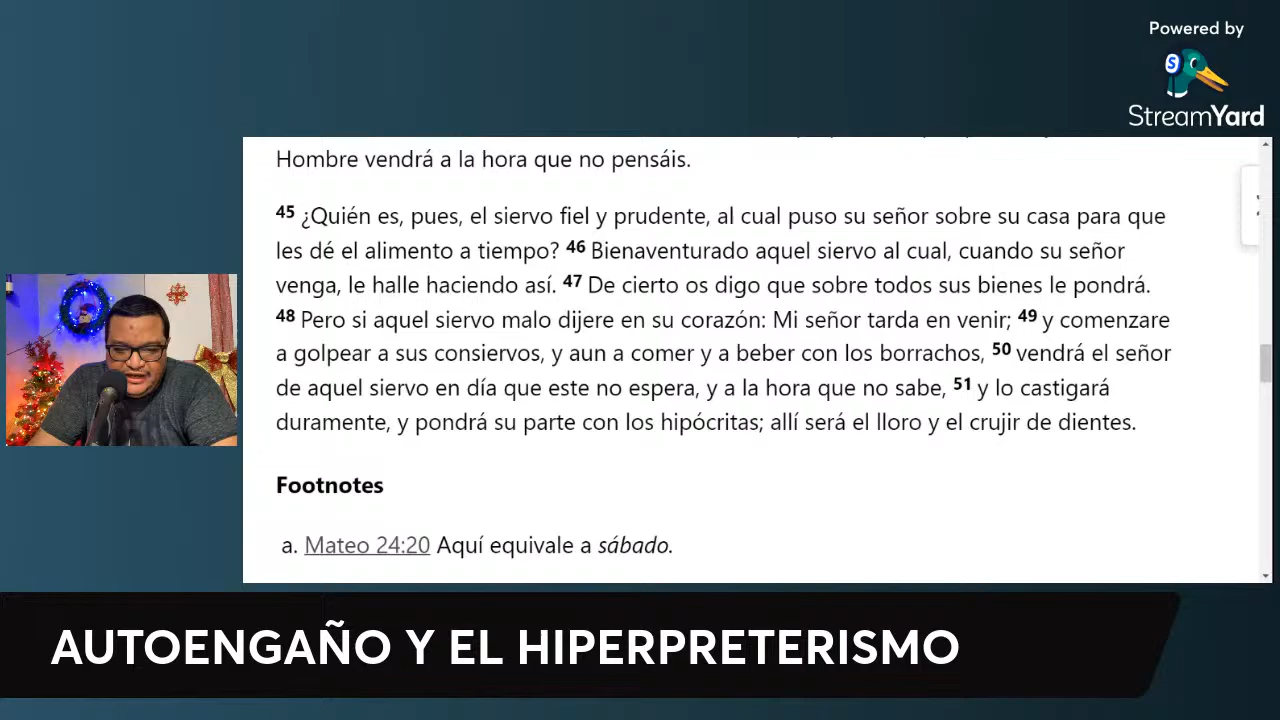 Powered by
StreamYard
Hombre vendrá a la hora que no pensáis.
45 ¿Quién es, pues, el siervo fiel y prudente, al cual puso su señor sobre su casa para que
les dé el alimento a tiempo? 46 Bienaventurado aquel siervo al cual, cuando su señor
venga, le halle haciendo así. 47 De cierto os digo que sobre todos sus bienes le pondrá.
48 Pero si aquel siervo malo dijere en su corazón: Mi señor tarda en venir; 49 y comenzare
a golpear a sus consiervos, y aun a comer y a beber con los borrachos, 50 vendrá el señor
de aquel siervo en día que este no espera, y a la hora que no sabe, 51 y lo castigará
duramente, y pondrá su parte con los hipócritas; allí será el lloro y el crujir de dientes.
Footnotes
a. Mateo 24:20 Aquí equivale a sábado.
AUTOENGAÑO Y EL HIPERPRETERISMO